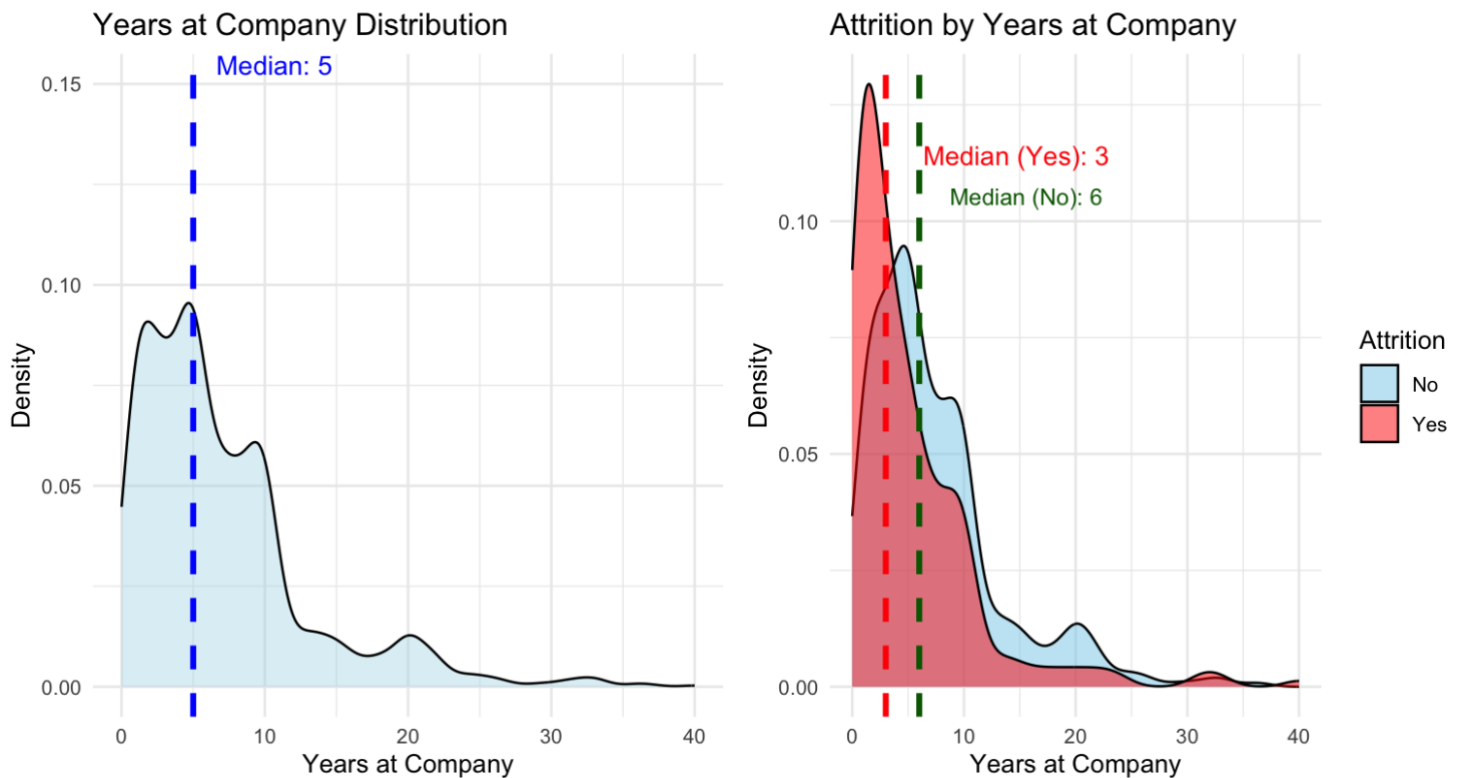 Years at Company Distribution
Median: 5
0.15
0.10
0.05
0.00
Density
0
10
20
30
40
Years at Company
Attrition by Years at Company
Median (Yes): 3
Median (No): 6
0.10
0.05
0.00
Density
0
10
20
30
40
Years at Company
Attrition
No
Yes